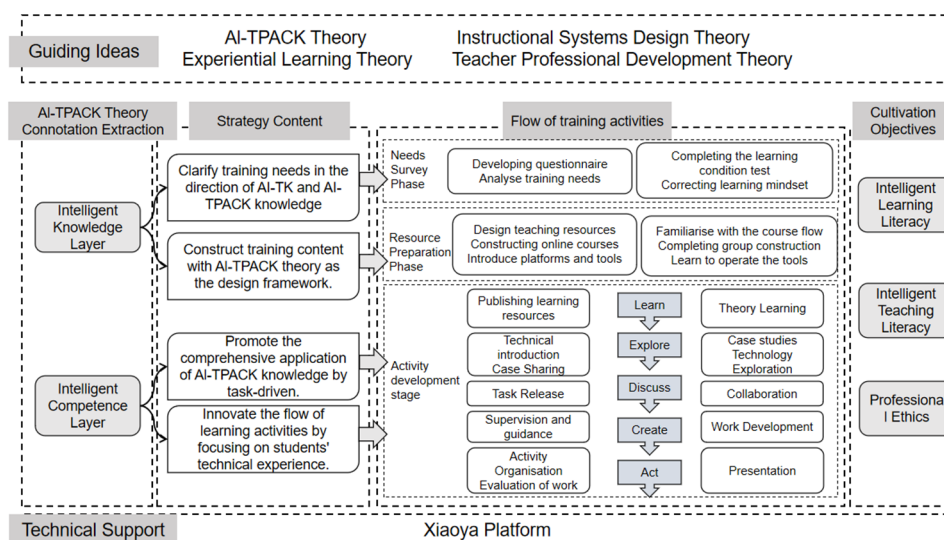 Guiding Ideas
AI-TPACK Theory
Experiential Learning Theory
Instructional Systems Design Theory
Teacher Professional Development Theory
AI-TPACK Theory
Connotation Extraction
Strategy Content
Flow of training activities
Cultivation
Objectives
Intelligent
Knowledge
Layer
Clarify training needs in the
direction of AI-TK and AI-
TPACK knowledge
Construct training content
with AI-TPACK theory as
the design framework.
Needs
Survey
Phase
Developing questionnaire
Analyse training needs
Completing the learning
condition test
Correcting learning mindset
Resource
Preparation
Phase
Design teaching resources
Constructing online courses
Introduce platforms and tools
Familiarise with the course flow
Completing group construction
Learn to operate the tools
Intelligent
Competence
Layer
Promote the
comprehensive application
of AI-TPACK knowledge by
task-driven.
Innovate the flow of
learning activities by
focusing on students'
technical experience.
Activity
development
stage
Publishing learning
resources
Learn
Theory Learning
Technical
introduction
Case Sharing
Explore
Case studies
Technology
Exploration
Task Release
Discuss
Collaboration
Supervision and
guidance
Create
Work Development
Activity
Organisation
Evaluation of work
Act
Presentation
Intelligent
Learning
Literacy
Intelligent
Teaching
Literacy
Professiona
l Ethics
Technical Support
Xiaoya Platform